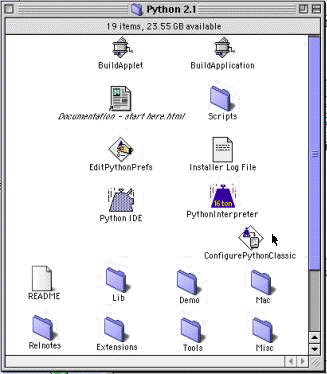 Python 2.1
19 items, 23.55 GB available
BuildApplet
BuildApplication
Documentation - start here.html
Scripts
EditPythonPrefs
Installer Log File
16 ton
Python IDE
PythonInterpreter
ConfigurePythonClassic
README
Lib
Demo
Mac
Relnotes
Extensions
Tools
Misc